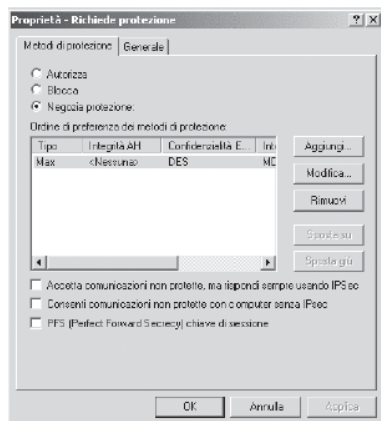 Proprietà - Richiede protezione
Metodi di protezione
Generale
Autorizza
Blocca
Negozia protezione:
Ordine di preferenza dei metodi di protezione:
Tipo Integrità AH Confidenzialità E... Inte
Max <Nessuna> DES MD
Aggiungi...
Modifica...
Rimuovi
Sposta su
Sposta giù
Accetta comunicazioni non protette, ma rispondi sempre usando IPSec
Consenti comunicazioni non protette con computer senza IPsec
PFS (Perfect Forward Secrecy) chiave di sessione
OK Annulla Applica